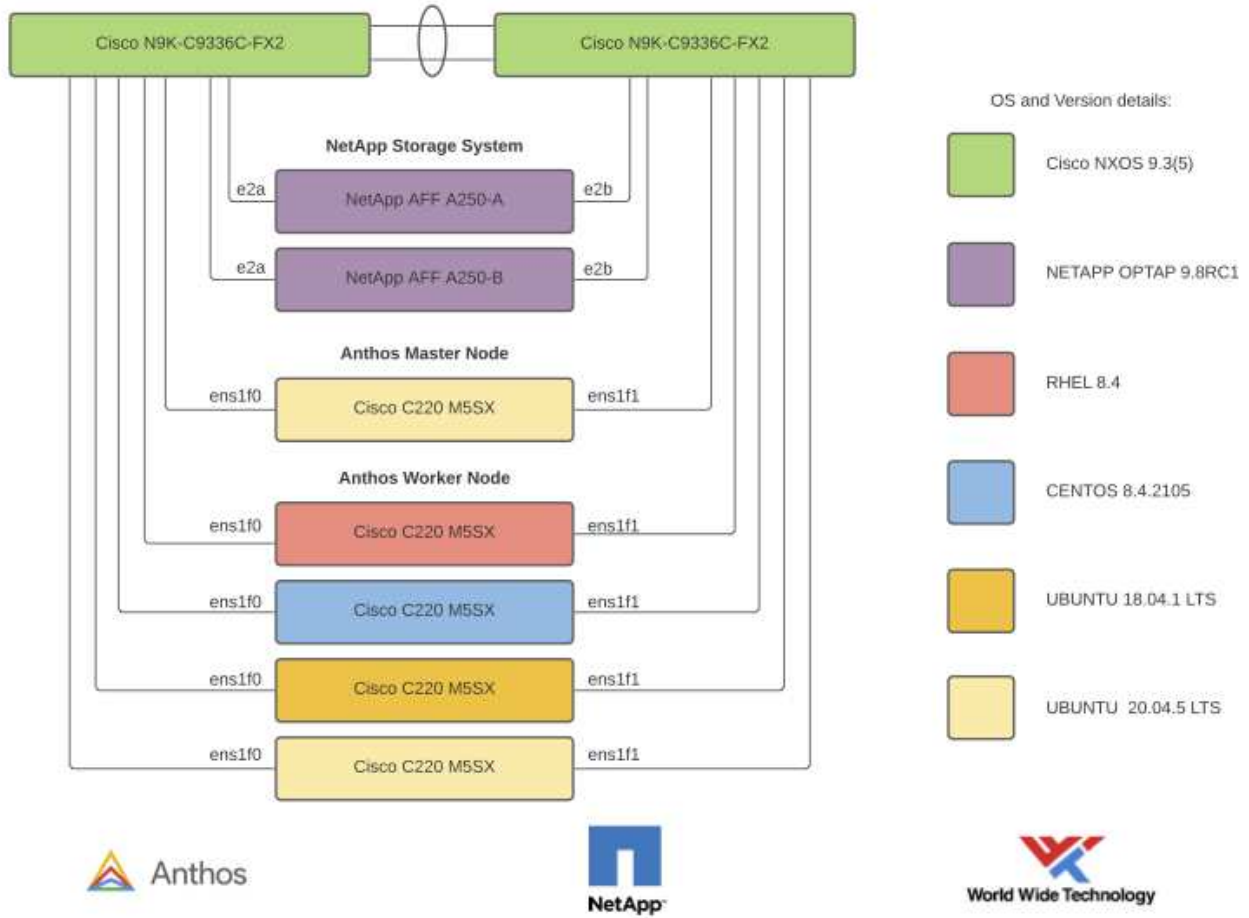 Cisco N9K-C9336C-FX2
Cisco N9K-C9336C-FX2
OS and Version details:
Cisco NXOS 9.3(5)
NETAPP OPTAP 9.8RC1
RHEL 8.4
CENTOS 8.4.2105
UBUNTU 18.04.1 LTS
UBUNTU 20.04.5 LTS
NetApp Storage System
e2a
NetApp AFF A250-A
e2b
e2a
NetApp AFF A250-B
e2b
Anthos Master Node
ens1f0
Cisco C220 M5SX
ens1f1
Anthos Worker Node
ens1f0
Cisco C220 M5SX
ens1f1
ens1f0
Cisco C220 M5SX
ens1f1
ens1f0
Cisco C220 M5SX
ens1f1
ens1f0
Cisco C220 M5SX
ens1f1
Anthos
NetApp
World Wide Technology